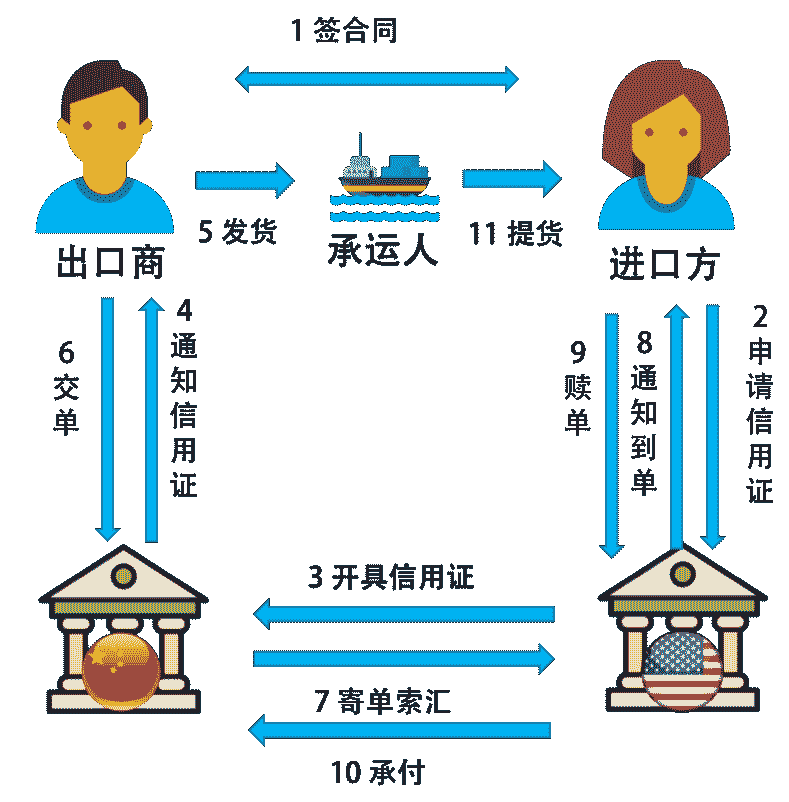 1 签合同
5 发货
承运人
11 提货
出口商
进口方
6 交单
4 通知信用证
9 赎单
8 通知到单
2 申请信用证
3 开具信用证
7 寄单索汇
10 承付